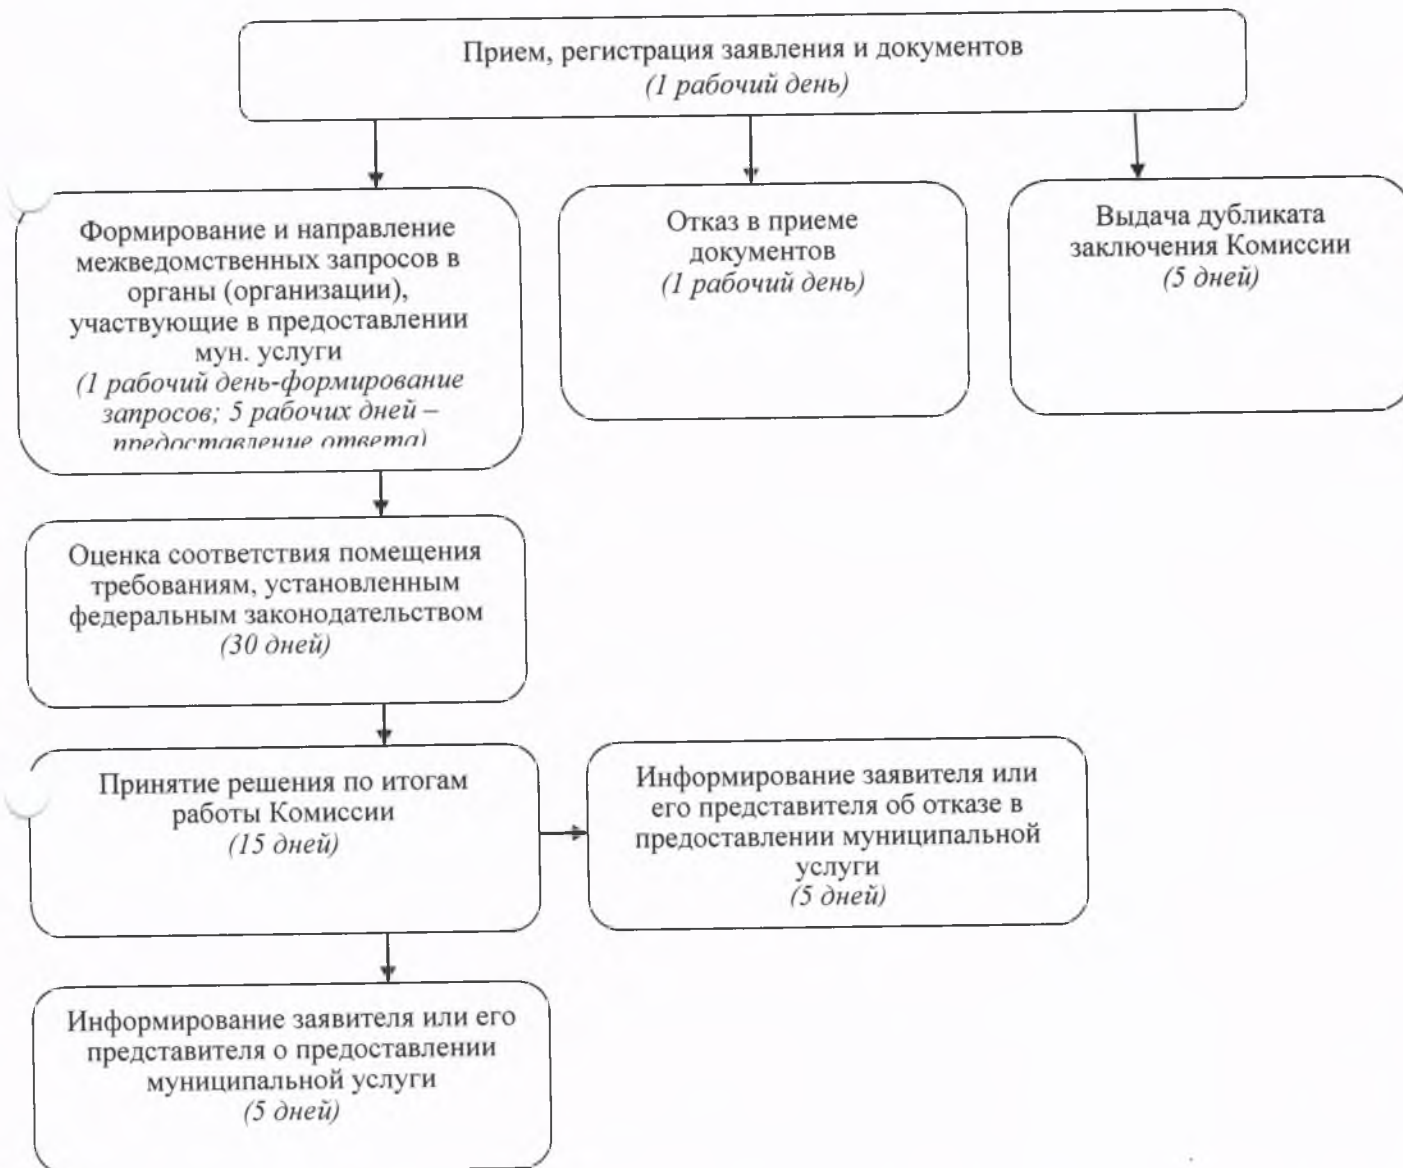 Прием, регистрация заявления и документов
(1 рабочий день)
Формирование и направление
межведомственных запросов в
органы (организации),
участвующие в предоставлении
мун. услуги
(1 рабочий день-формирование
запросов; 5 рабочих дней –
предоставление ответа)
Отказ в приеме
документов
(1 рабочий день)
Выдача дубликата
заключения Комиссии
(5 дней)
Оценка соответствия помещения
требованиям, установленным
федеральным законодательством
(30 дней)
Принятие решения по итогам
работы Комиссии
(15 дней)
Информирование заявителя или
его представителя об отказе в
предоставлении муниципальной
услуги
(5 дней)
Информирование заявителя или его
представителя о предоставлении
муниципальной услуги
(5 дней)